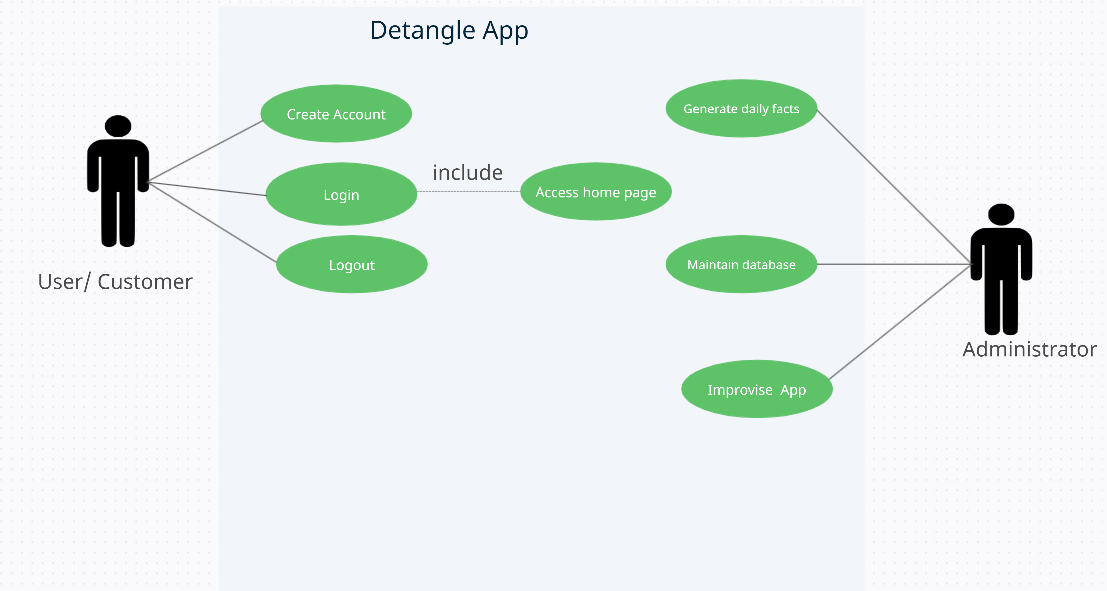 Detangle App
Create Account
Generate daily facts
include
Login
Access home page
Logout
Maintain database
User/ Customer
Administrator
Improvise  App